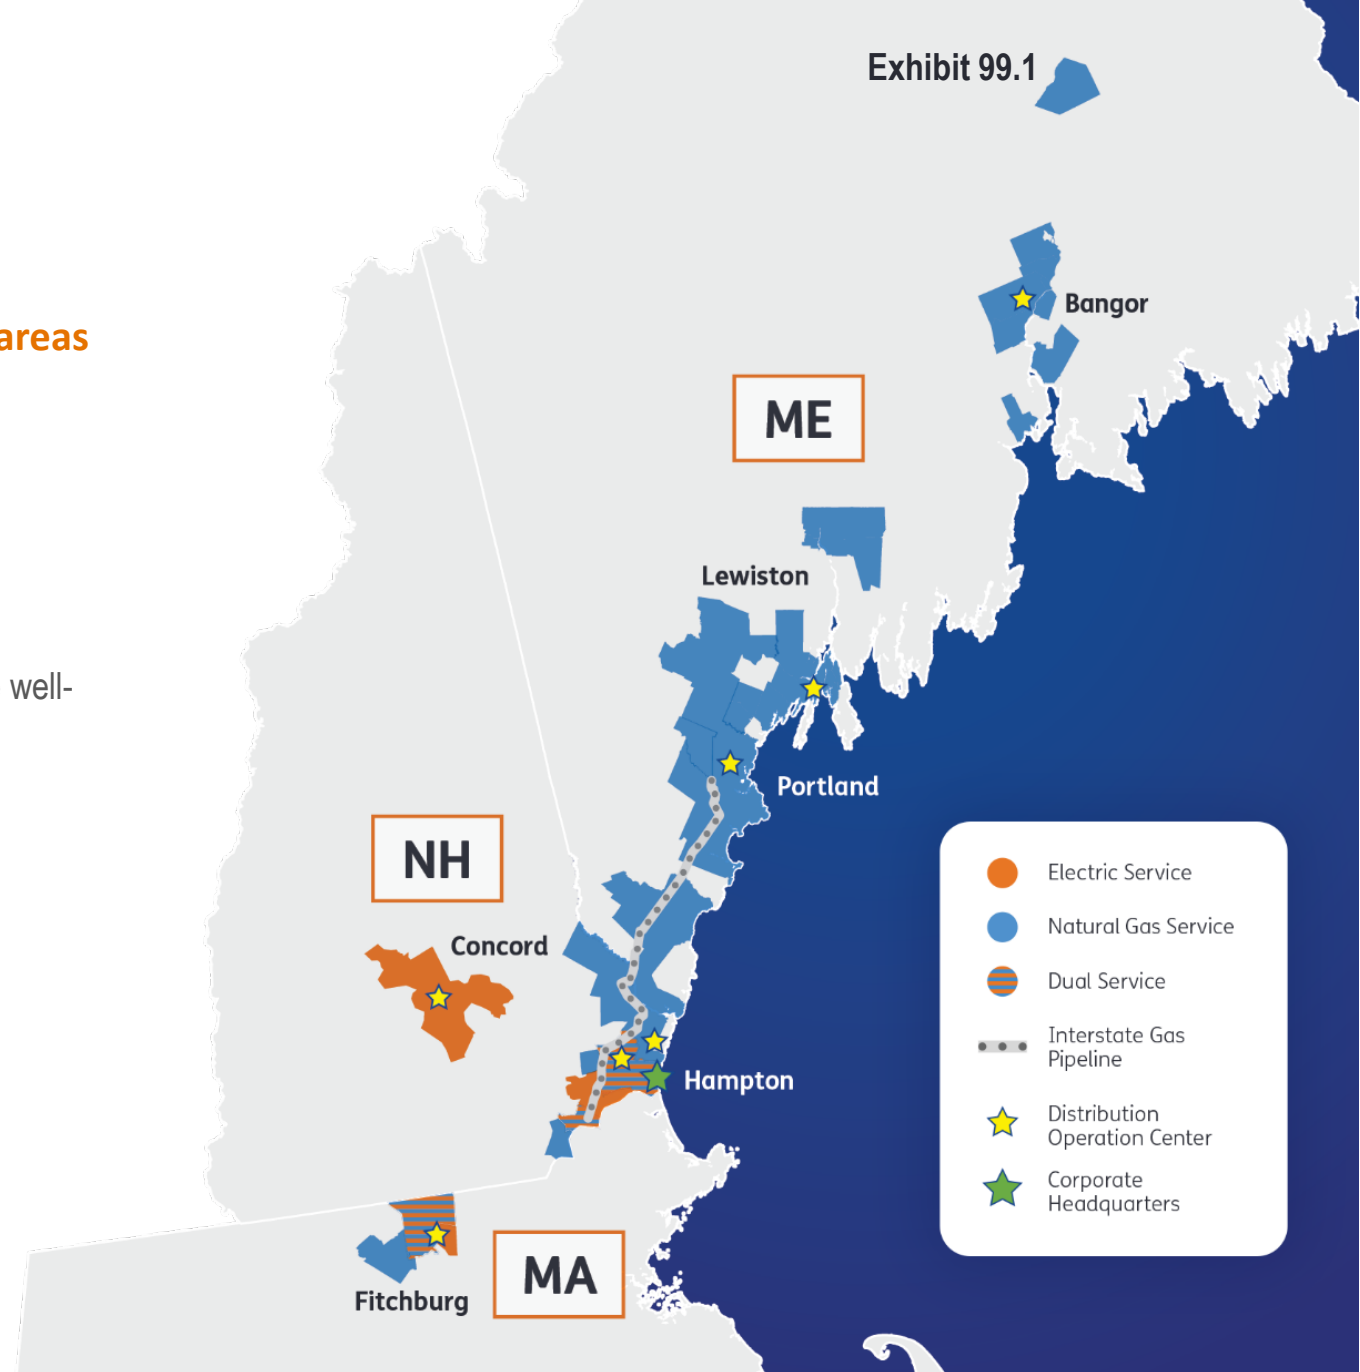 Exhibit 99.1
Bangor
areas
ME
Lewiston
well-
Portland
NH
Concord
Hampton
Electric Service
Natural Gas Service
Dual Service
Interstate Gas
Pipeline
Distribution
Operation Center
Corporate
Headquarters
MA
Fitchburg